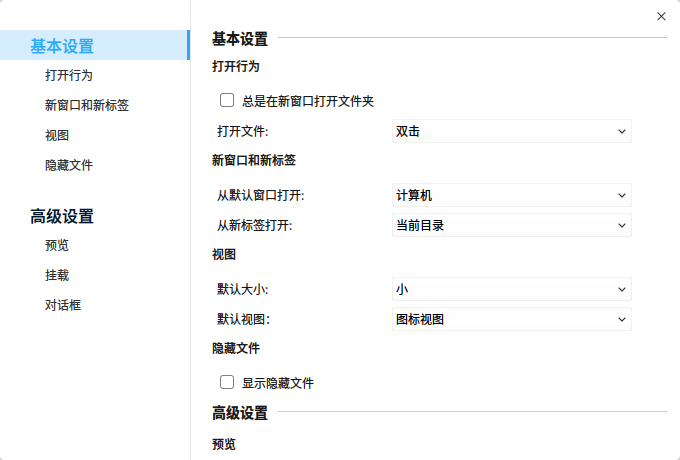 基本设置
打开行为
新窗口和新标签
视图
隐藏文件
高级设置
预览
挂载
对话框
基本设置
打开行为
总是在新窗口打开文件夹
打开文件: 双击
新窗口和新标签
从默认窗口打开: 计算机
从新标签打开: 当前目录
视图
默认大小: 小
默认视图： 图标视图
隐藏文件
显示隐藏文件
高级设置
预览